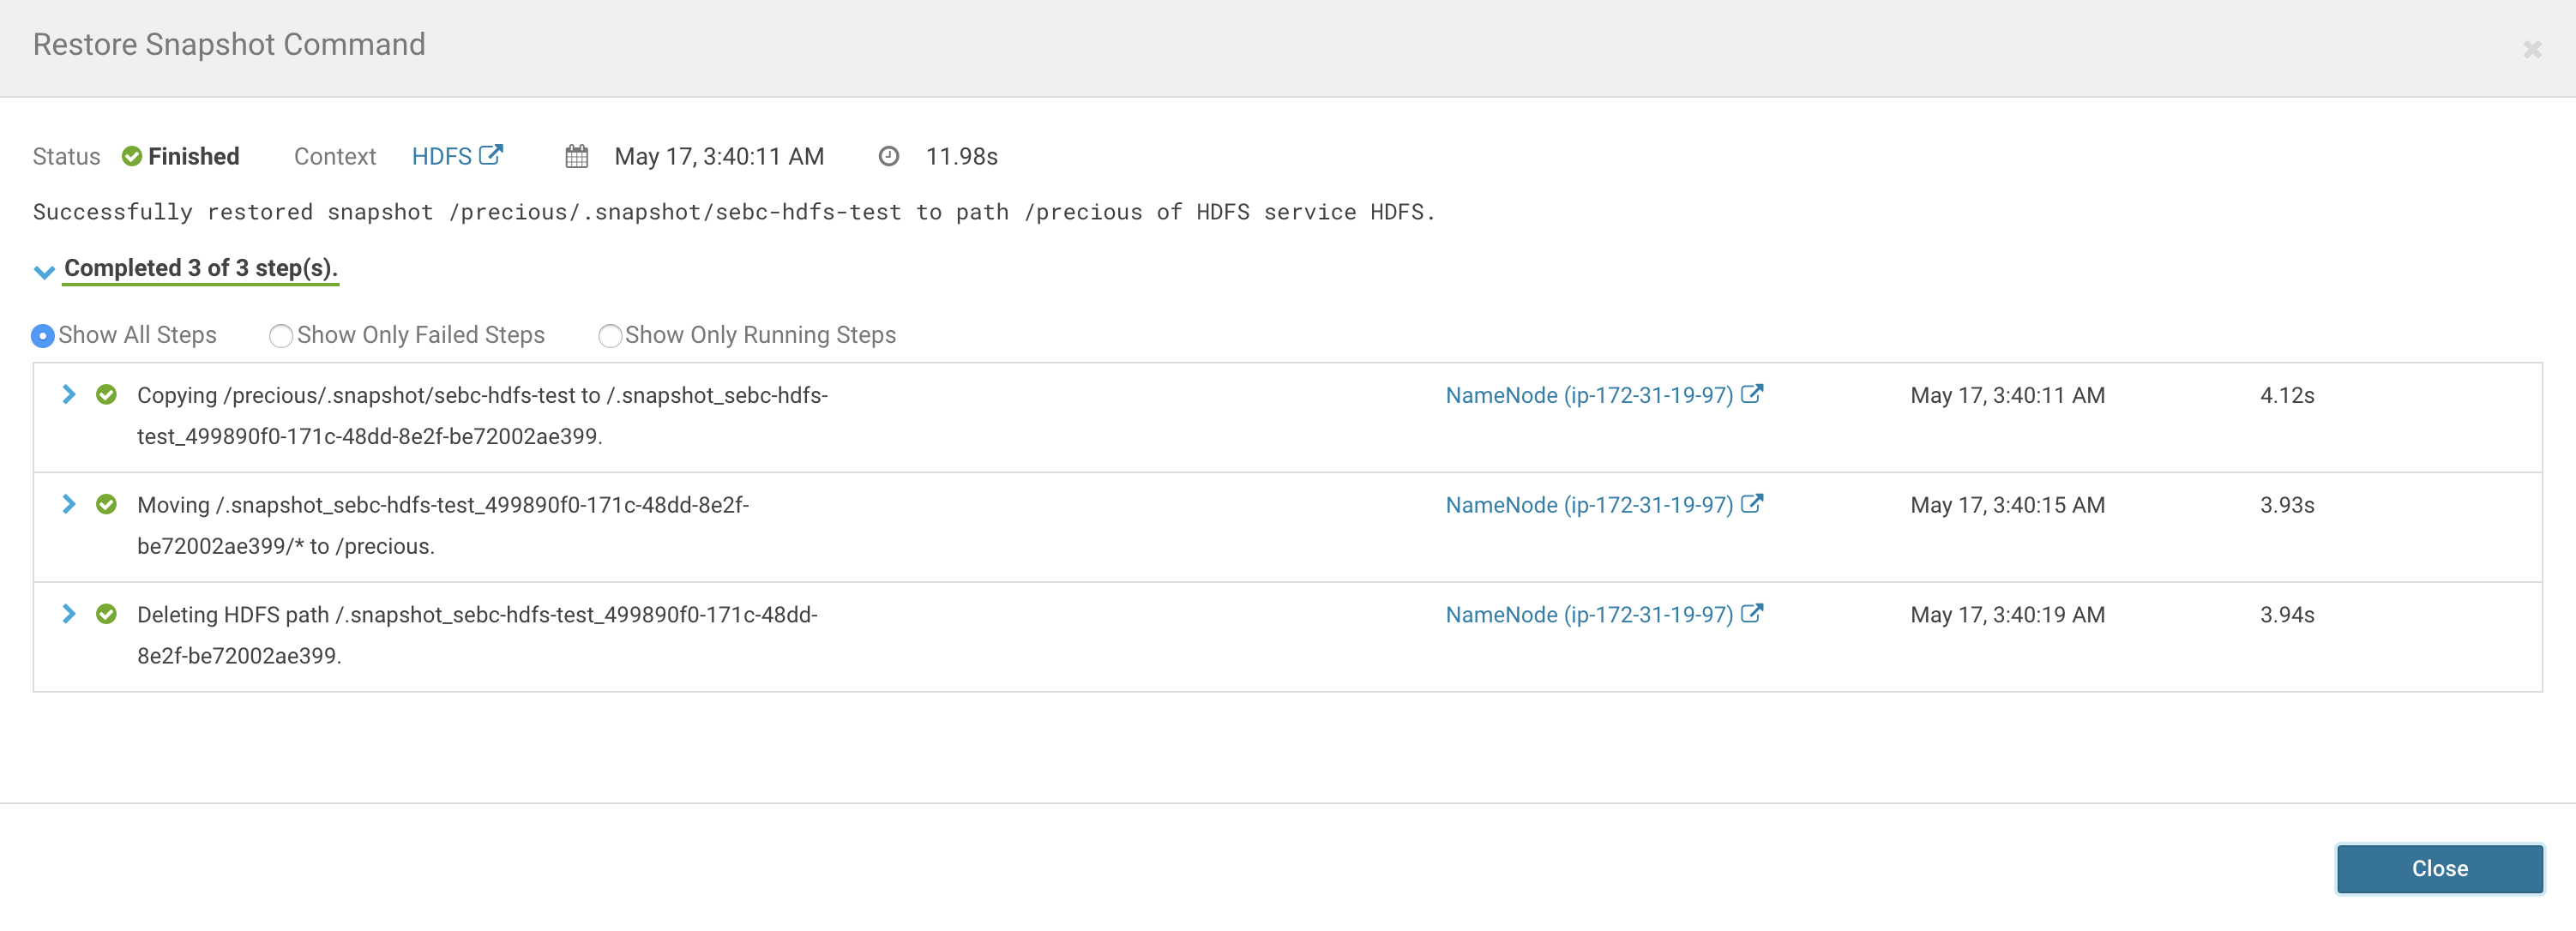 Restore Snapshot Command
Status Finished Context HDFS May 17, 3:40:11 AM 11.98s
Successfully restored snapshot /precious/.snapshot/sebc-hdfs-test to path /precious of HDFS service HDFS.
Completed 3 of 3 step(s).
Show All Steps Show Only Failed Steps Show Only Running Steps
Copying /precious/.snapshot/sebc-hdfs-test to /.snapshot_sebc-hdfs- NameNode (ip-172-31-19-97) May 17, 3:40:11 AM 4.12s
test_499890f0-171c-48dd-8e2f-be72002ae399.
Moving /.snapshot_sebc-hdfs-test_499890f0-171c-48dd-8e2f- NameNode (ip-172-31-19-97) May 17, 3:40:15 AM 3.93s
be72002ae399/* to /precious.
Deleting HDFS path /.snapshot_sebc-hdfs-test_499890f0-171c-48dd- NameNode (ip-172-31-19-97) May 17, 3:40:19 AM 3.94s
8e2f-be72002ae399.
Close